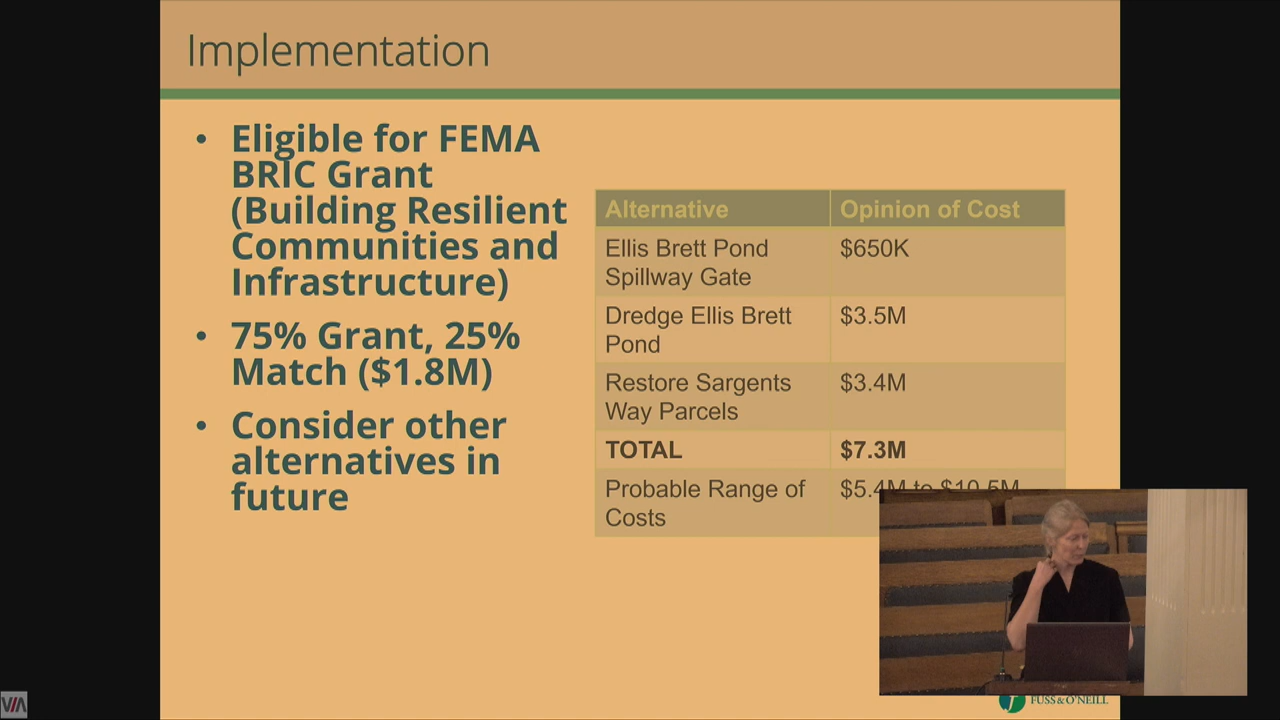 Implementation
• Eligible for FEMA
BRIC Grant
(Building Resilient
Communities and
Infrastructure)
• 75% Grant, 25%
Match ($1.8M)
• Consider other
alternatives in
future
Alternative Opinion of Cost
Ellis Brett Pond $650K
Spillway Gate
Dredge Ellis Brett $3.5M
Pond
Restore Sargents $3.4M
Way Parcels
TOTAL $7.3M
Probable Range of $5.4M to $10.5M
Costs
FUSS & O'NEILL
VIA